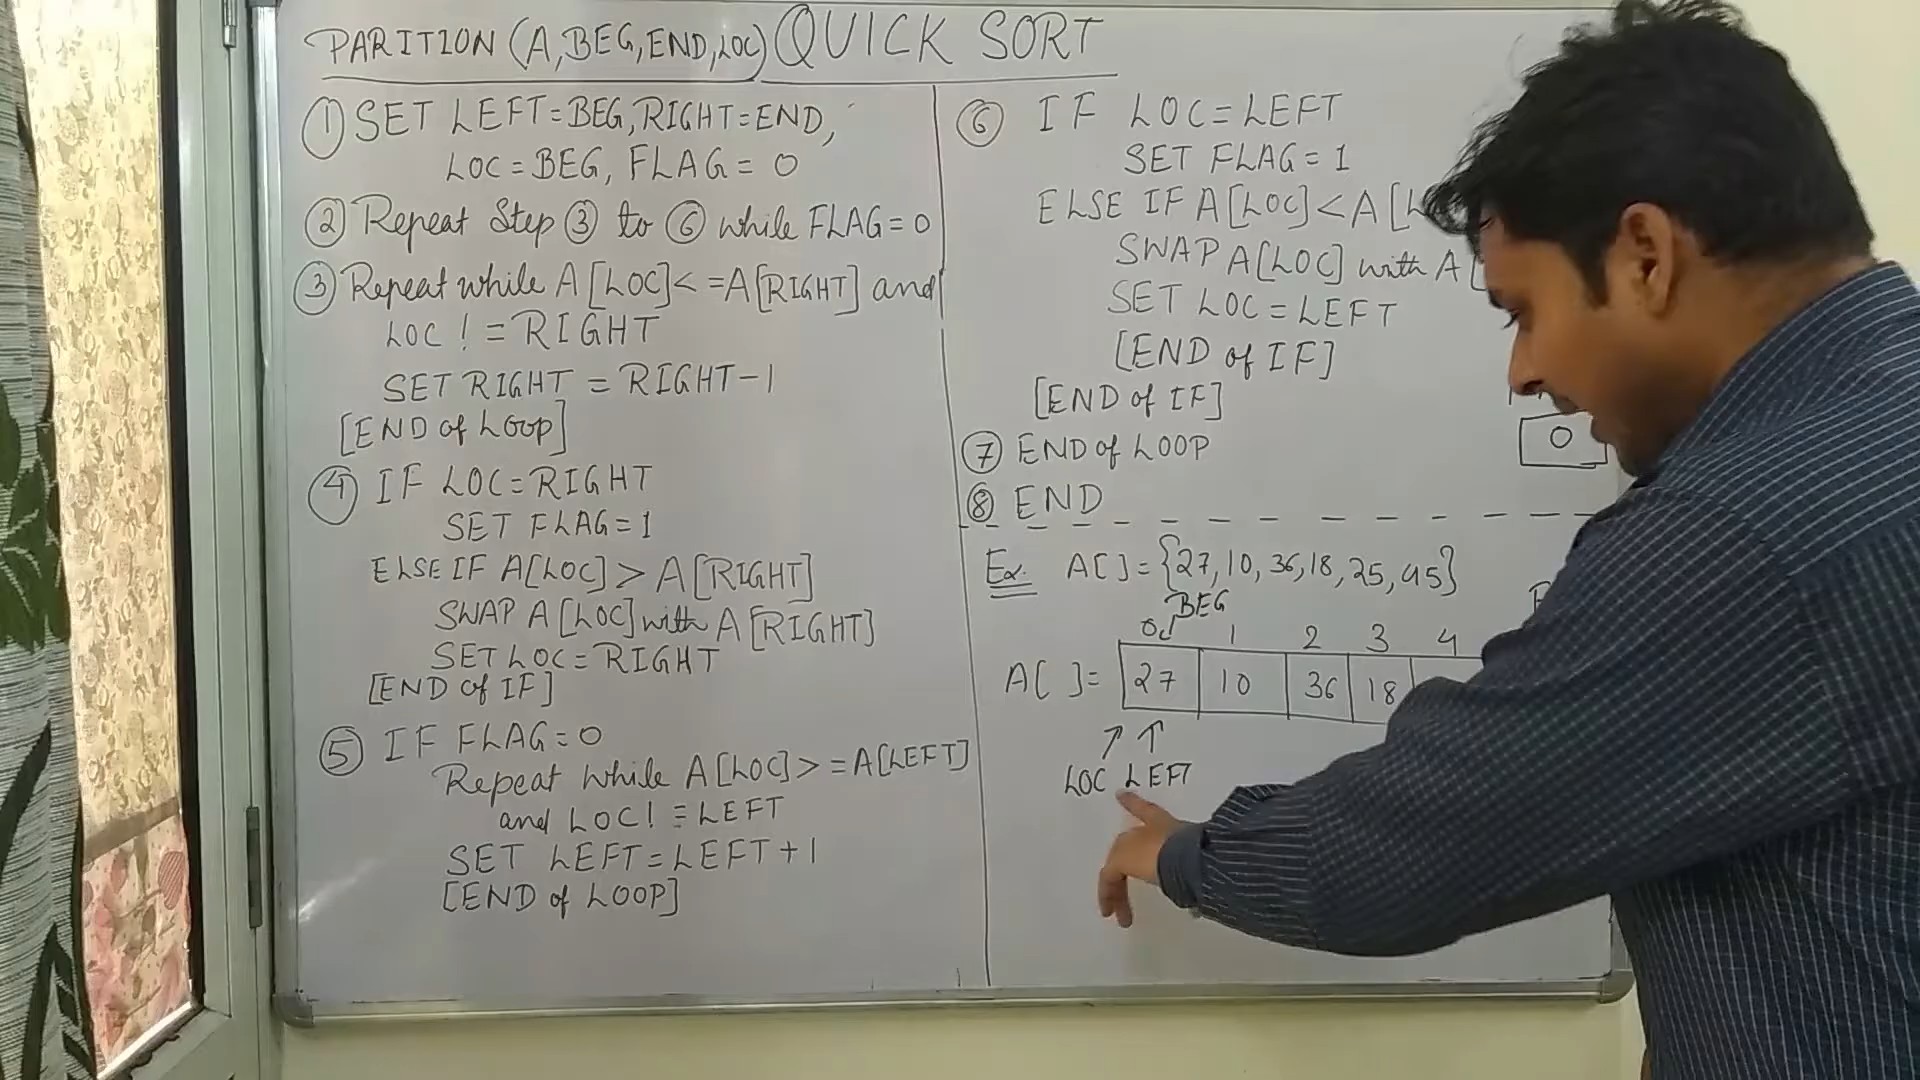 PARITION (A,BEG,END,LOC) QUICK SORT
① SET LEFT=BEG, RIGHT=END,
LOC=BEG, FLAG=0
② Repeat Step ③ to ⑥ while FLAG=0
③ Repeat while A[LOC]<=A[RIGHT] and
LOC!=RIGHT
SET RIGHT=RIGHT-1
[END of LOOP]
④ IF LOC=RIGHT
SET FLAG=1
ELSE IF A[LOC]>A[RIGHT]
SWAP A[LOC] with A[RIGHT]
SET LOC=RIGHT
[END of IF]
⑤ IF FLAG=0
Repeat while A[LOC]>=A[LEFT]
and LOC!=LEFT
SET LEFT=LEFT+1
[END of LOOP]
⑥ IF LOC=LEFT
SET FLAG=1
ELSE IF A[LOC]<A[L
SWAP A[LOC] with A[
SET LOC=LEFT
[END of IF]
[END of IF]
0
⑦ END of LOOP
⑧ END
Ex. A[]={27,10,36,18,25,45}
BEG
0 1 2 3 4
A[ ]= 27 10 36 18
LOC LEFT